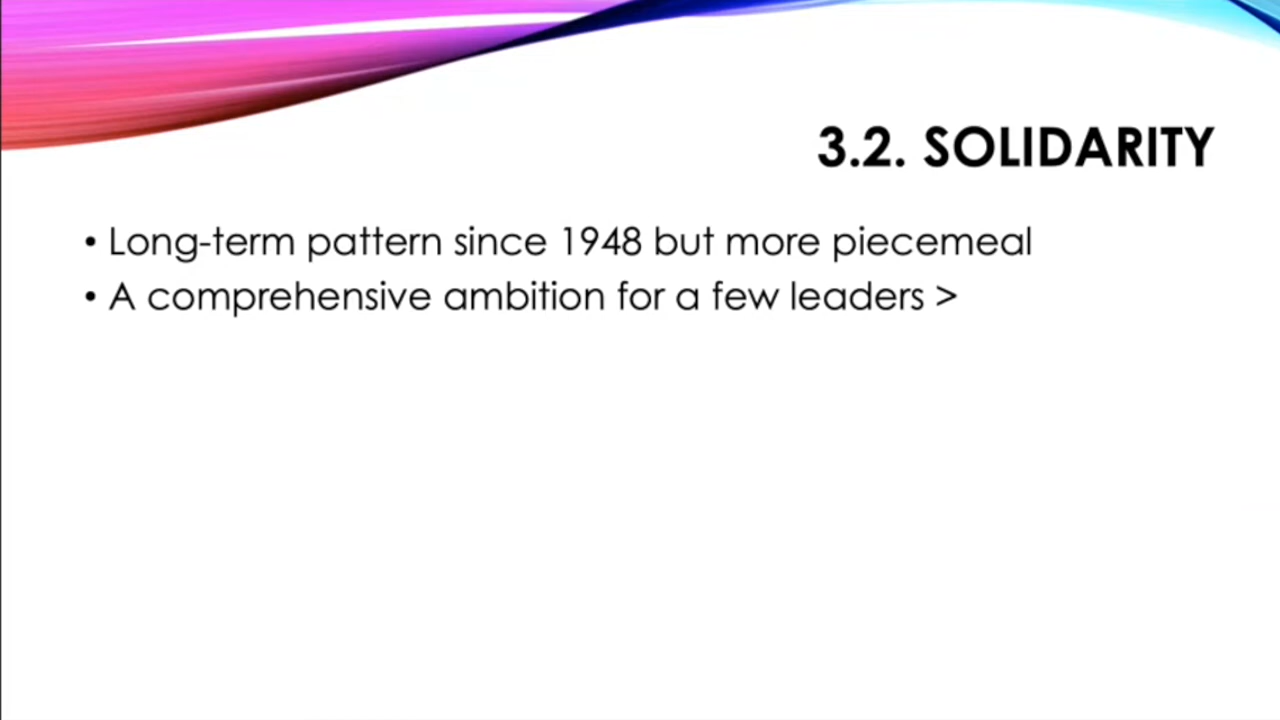 3.2. SOLIDARITY
• Long-term pattern since 1948 but more piecemeal
• A comprehensive ambition for a few leaders >